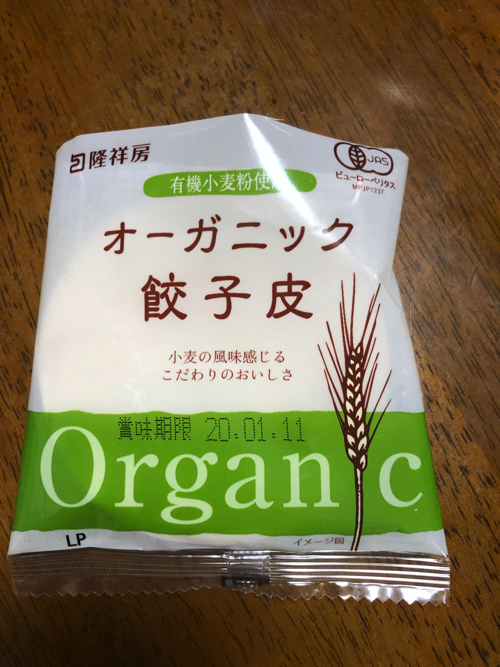 隆祥房
JAS
ビューローベリタス
有機小麦粉使用
オーガニック
餃子皮
小麦の風味感じる
こだわりのおいしさ
賞味期限 20.01.11
Organ c
LP
イメージ図